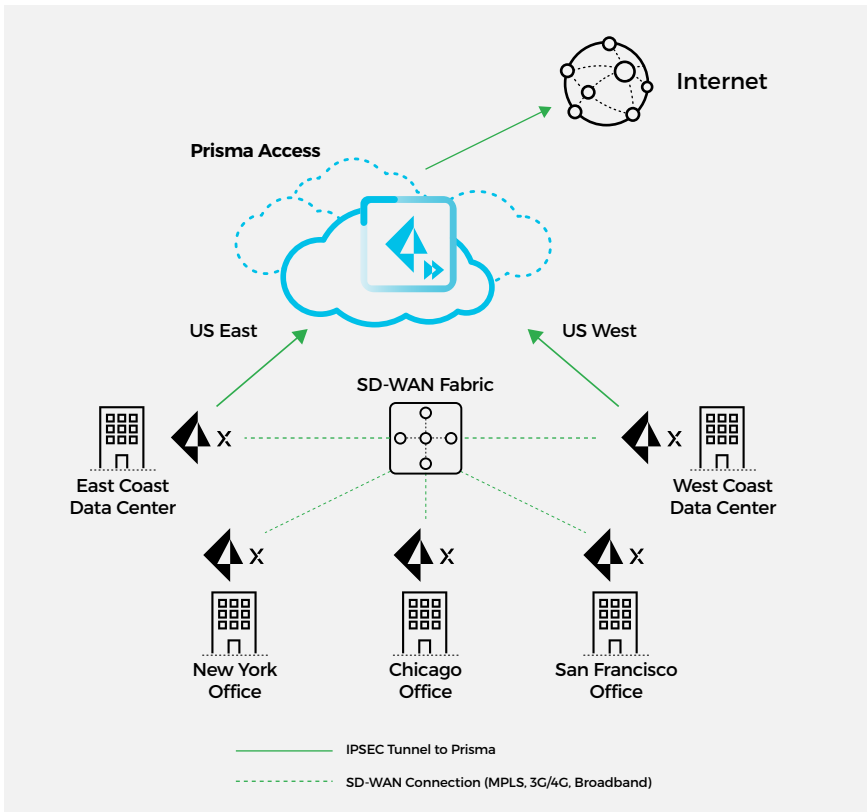 Internet
Prisma Access
US East
US West
SD-WAN Fabric
X
X
East Coast
Data Center
West Coast
Data Center
X
X
X
New York
Office
Chicago
Office
San Francisco
Office
IPSEC Tunnel to Prisma
SD-WAN Connection (MPLS, 3G/4G, Broadband)